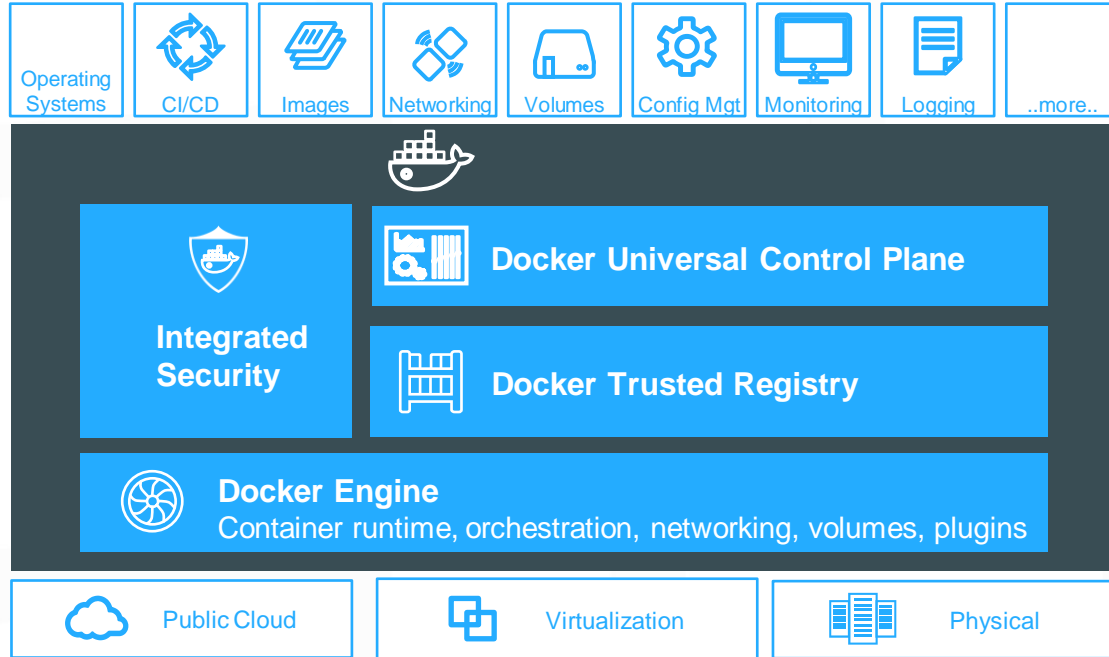 Operating
Systems
CI/CD
Images
Networking
Volumes
Config Mgt
Monitoring
Logging
..more..
Integrated
Security
Docker Universal Control Plane
Docker Trusted Registry
Docker Engine
Container runtime, orchestration, networking, volumes, plugins
Public Cloud
Virtualization
Physical